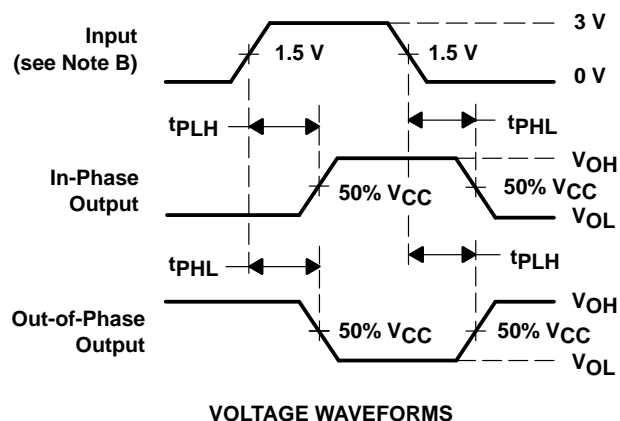 Input
(see Note B)
1.5 V
1.5 V
3 V
0 V
tPLH
tPHL
In-Phase
Output
50% VCC
50% VCC
VOH
VOL
tPHL
tPLH
Out-of-Phase
Output
50% VCC
50% VCC
VOH
VOL
VOLTAGE WAVEFORMS